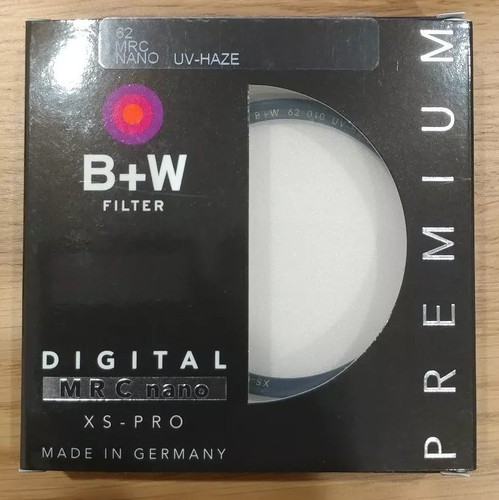 62
MRC
NANO UV-HAZE
B+W 62 010 UV
B+W
FILTER
PREMIUM
DIGITAL
MRC nano
XS-PRO
MADE IN GERMANY